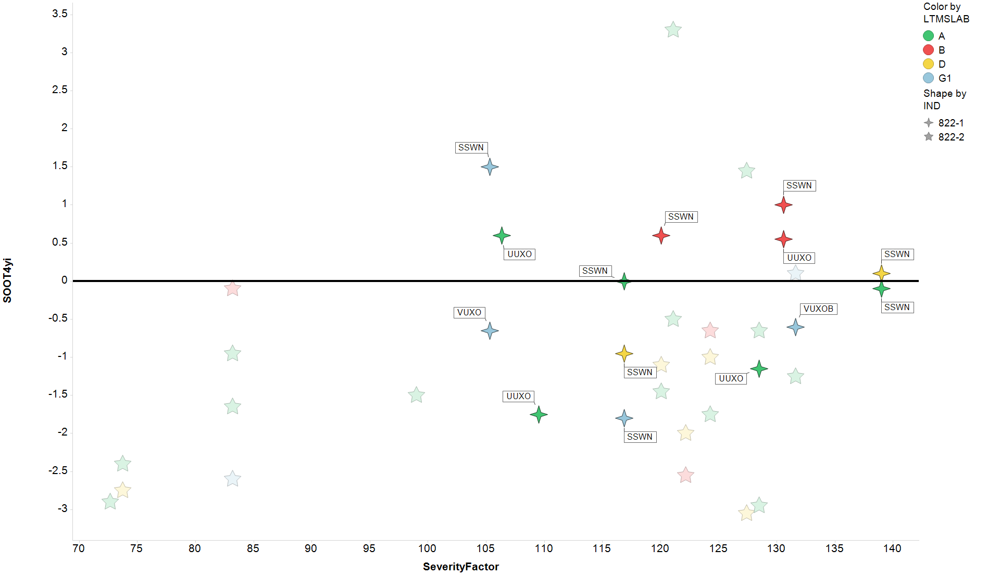 3.5
3
2.5
2
1.5
1
0.5
0
-0.5
-1
-1.5
-2
-2.5
-3
SOOT4yi
SSWN
UUXO
SSWN
SSWN
UUXO
SSWN
SSWN
SSWN
VUXO
VUXOB
SSWN
UUXO
UUXO
SSWN
70 75 80 85 90 95 100 105 110 115 120 125 130 135 140
SeverityFactor
Color by
LTMSLAB
A
B
D
G1
Shape by
IND
822-1
822-2